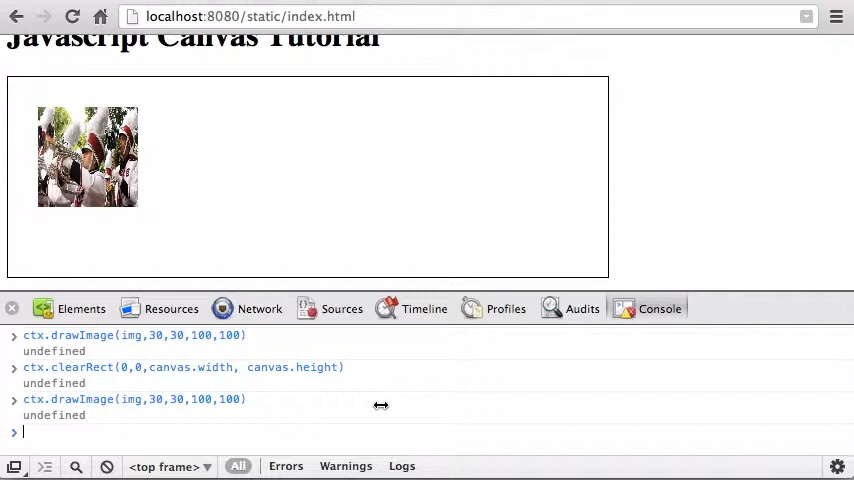 localhost:8080/static/index.html
Javascript Canvas Tutorial
Elements Resources Network Sources Timeline Profiles Audits Console
> ctx.drawImage(img,30,30,100,100)
undefined
> ctx.clearRect(0,0,canvas.width, canvas.height)
undefined
> ctx.drawImage(img,30,30,100,100)
undefined
>
<top frame> ▼ All Errors Warnings Logs